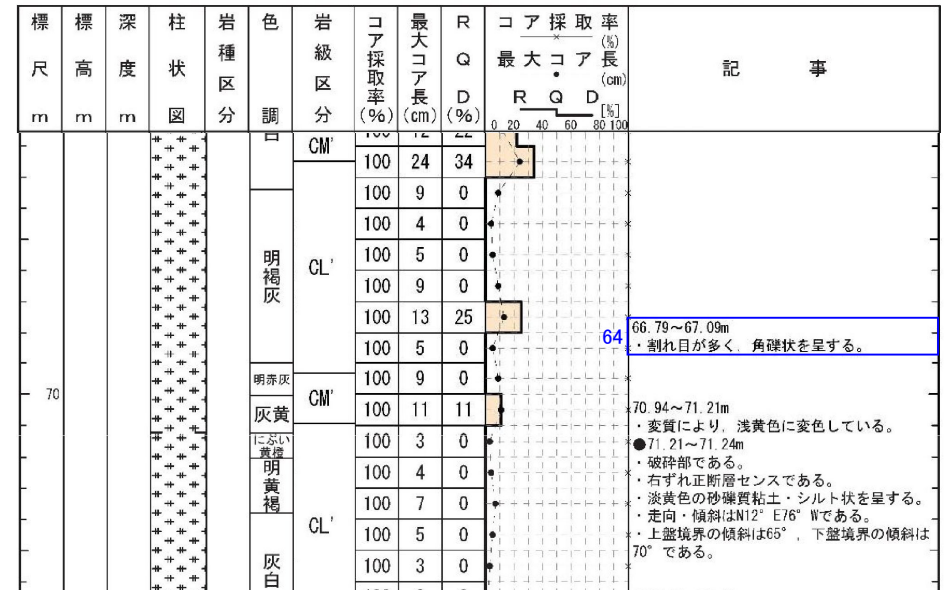 標尺m 標高m 深度m 柱状図 岩種区分 色調 岩級区分 コア採取率(%) 最大コア長(cm) RQD(%) コア採取率(%) 最大コア長(cm) RQD[%] 記事
0 20 40 60 80 100
CM'
100 24 34
100 9 0
100 4 0
明褐灰 CL' 100 5 0
100 9 0
100 13 25
64 66.79～67.09m
・割れ目が多く，角礫状を呈する。
100 5 0
明赤灰 100 9 0
70 CM'
灰黄 100 11 11
70.94～71.21m
・変質により，浅黄色に変色している。
にぶい黄橙 100 3 0
●71.21～71.24m
・破砕部である。
明黄褐 100 4 0
・右ずれ正断層センスである。
100 7 0
・淡黄色の砂礫質粘土・シルト状を呈する。
・走向・傾斜はN12°E76°Wである。
CL' 100 5 0
・上盤境界の傾斜は65°，下盤境界の傾斜は
70°である。
灰白 100 3 0